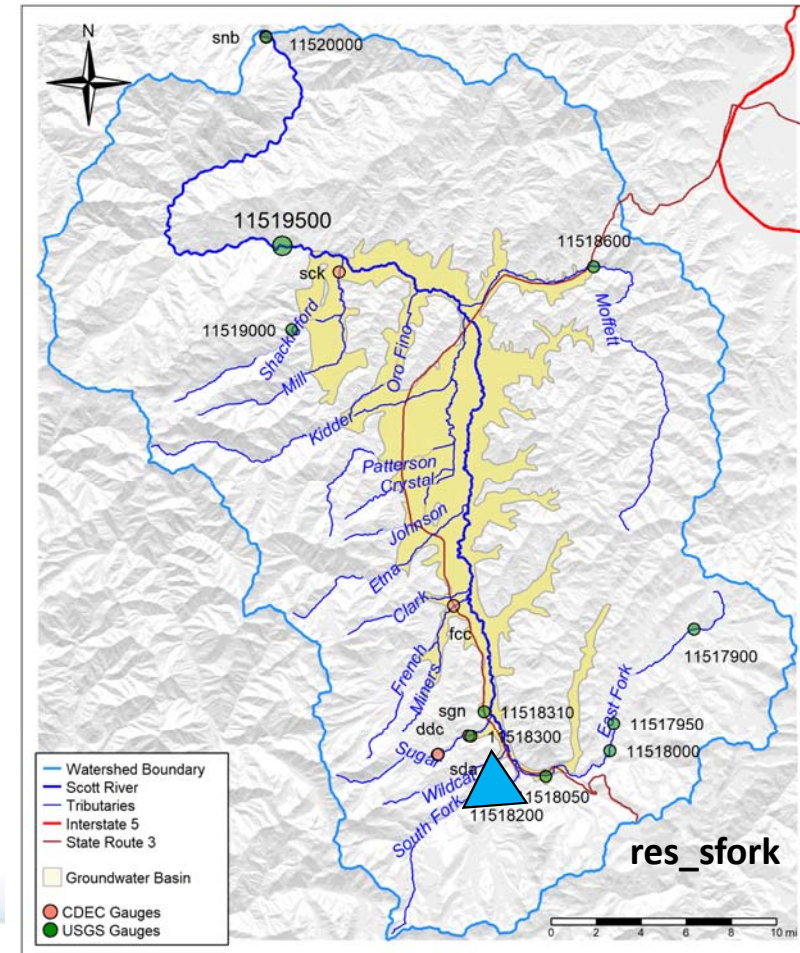 N
snb
11520000
11519500
sck
11518600
11519000
Shackleford
Mill
Oro Fino
Moffett
Kidder
Patterson
Crystal
Johnson
Etna
Clark
fcc
French
Miners
11517900
East Fork
sgn
11518310
11517950
ddc
11518300
11518000
Sugar
sda
Wildcat
1518050
11518200
South Fork
res_sfork
Watershed Boundary
Scott River
Tributaries
Interstate 5
State Route 3
Groundwater Basin
CDEC Gauges
USGS Gauges
0 2 4 6 8 10 mi